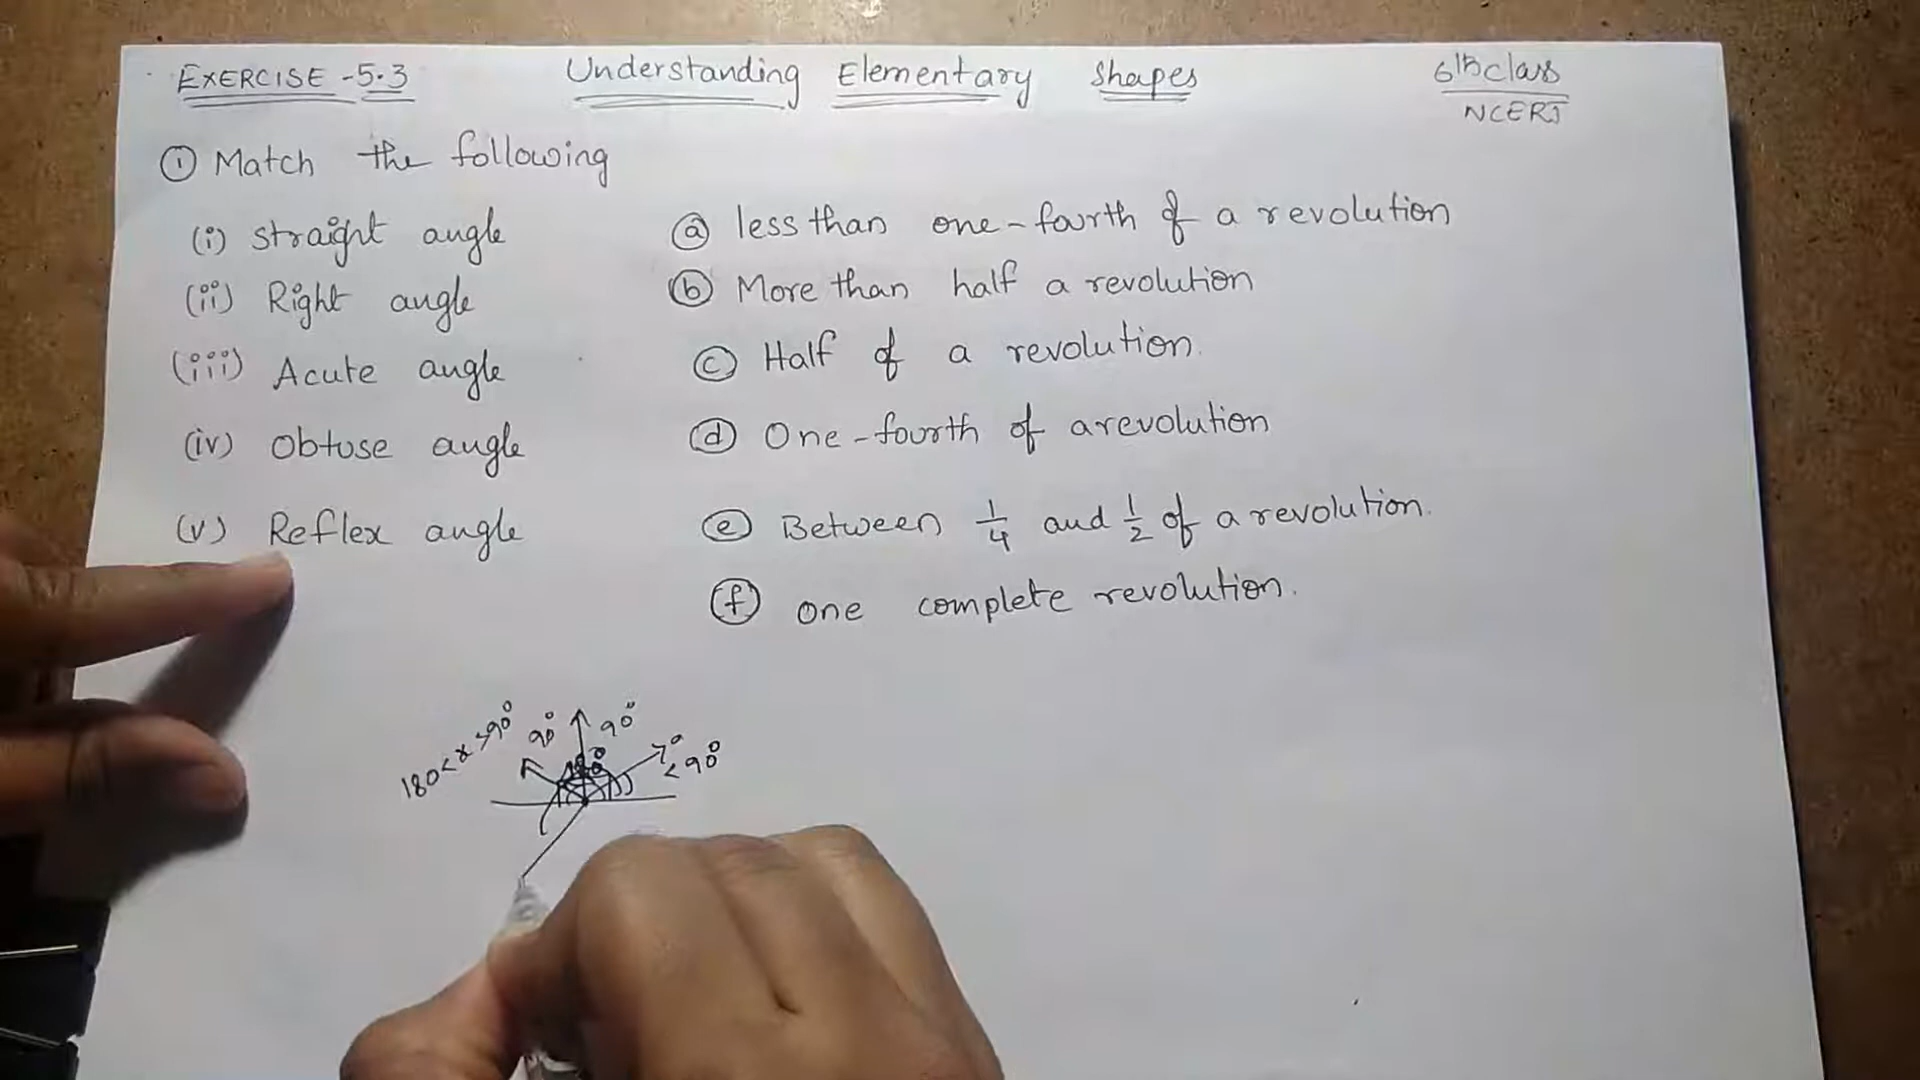 EXERCISE -5.3 Understanding Elementary Shapes 6th class
NCERT
① Match the following
(i) straight angle ⓐ less than one-fourth of a revolution
(ii) Right angle ⓑ More than half a revolution
(iii) Acute angle ⓒ Half of a revolution.
(iv) obtuse angle ⓓ One-fourth of a revolution
(v) Reflex angle ⓔ Between 1/4 and 1/2 of a revolution.
ⓕ one complete revolution.
180<x>90° 90° 90° <90°